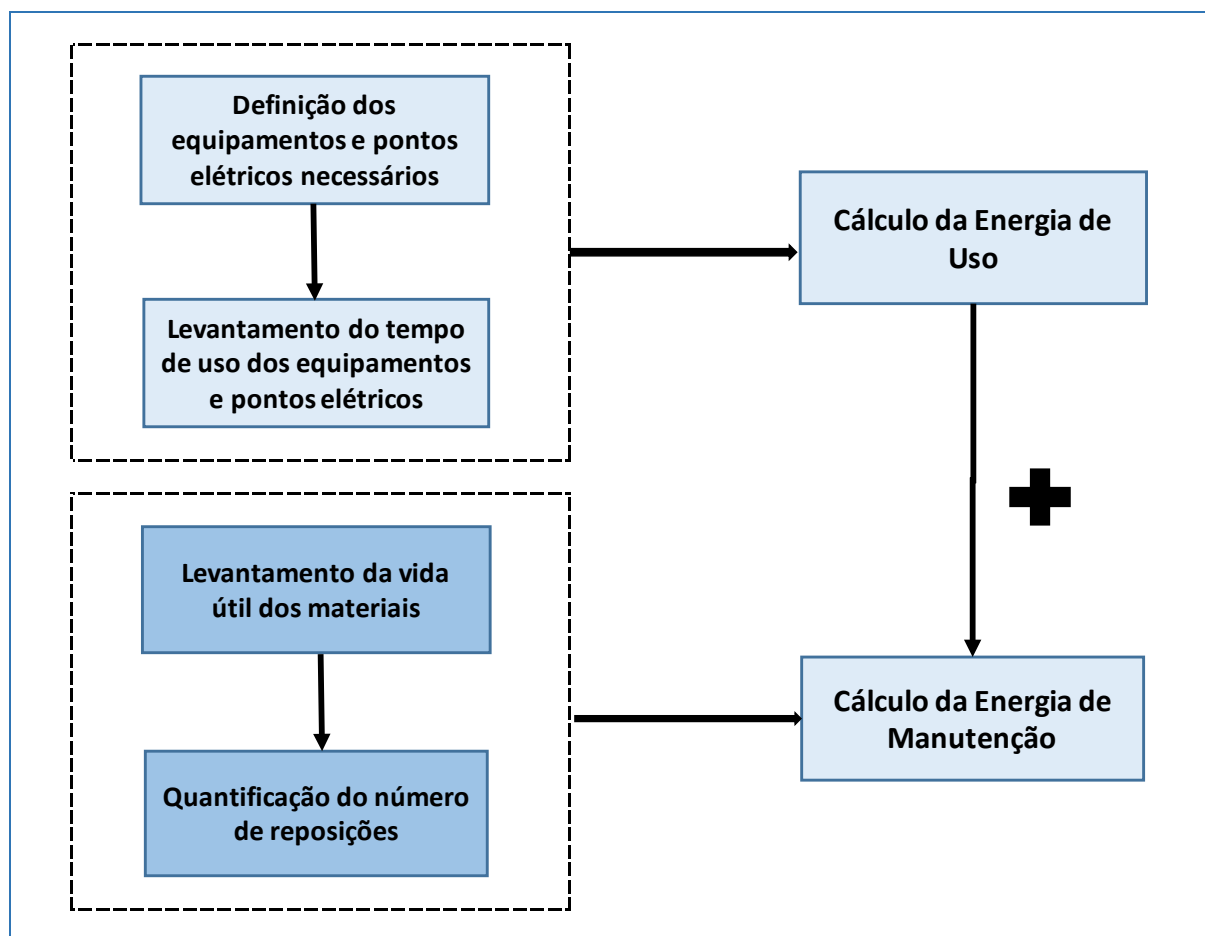 Definição dos
equipamentos e pontos
elétricos necessários
Levantamento do tempo
de uso dos equipamentos
e pontos elétricos
Cálculo da Energia de
Uso
Levantamento da vida
útil dos materiais
Quantificação do número
de reposições
Cálculo da Energia de
Manutenção